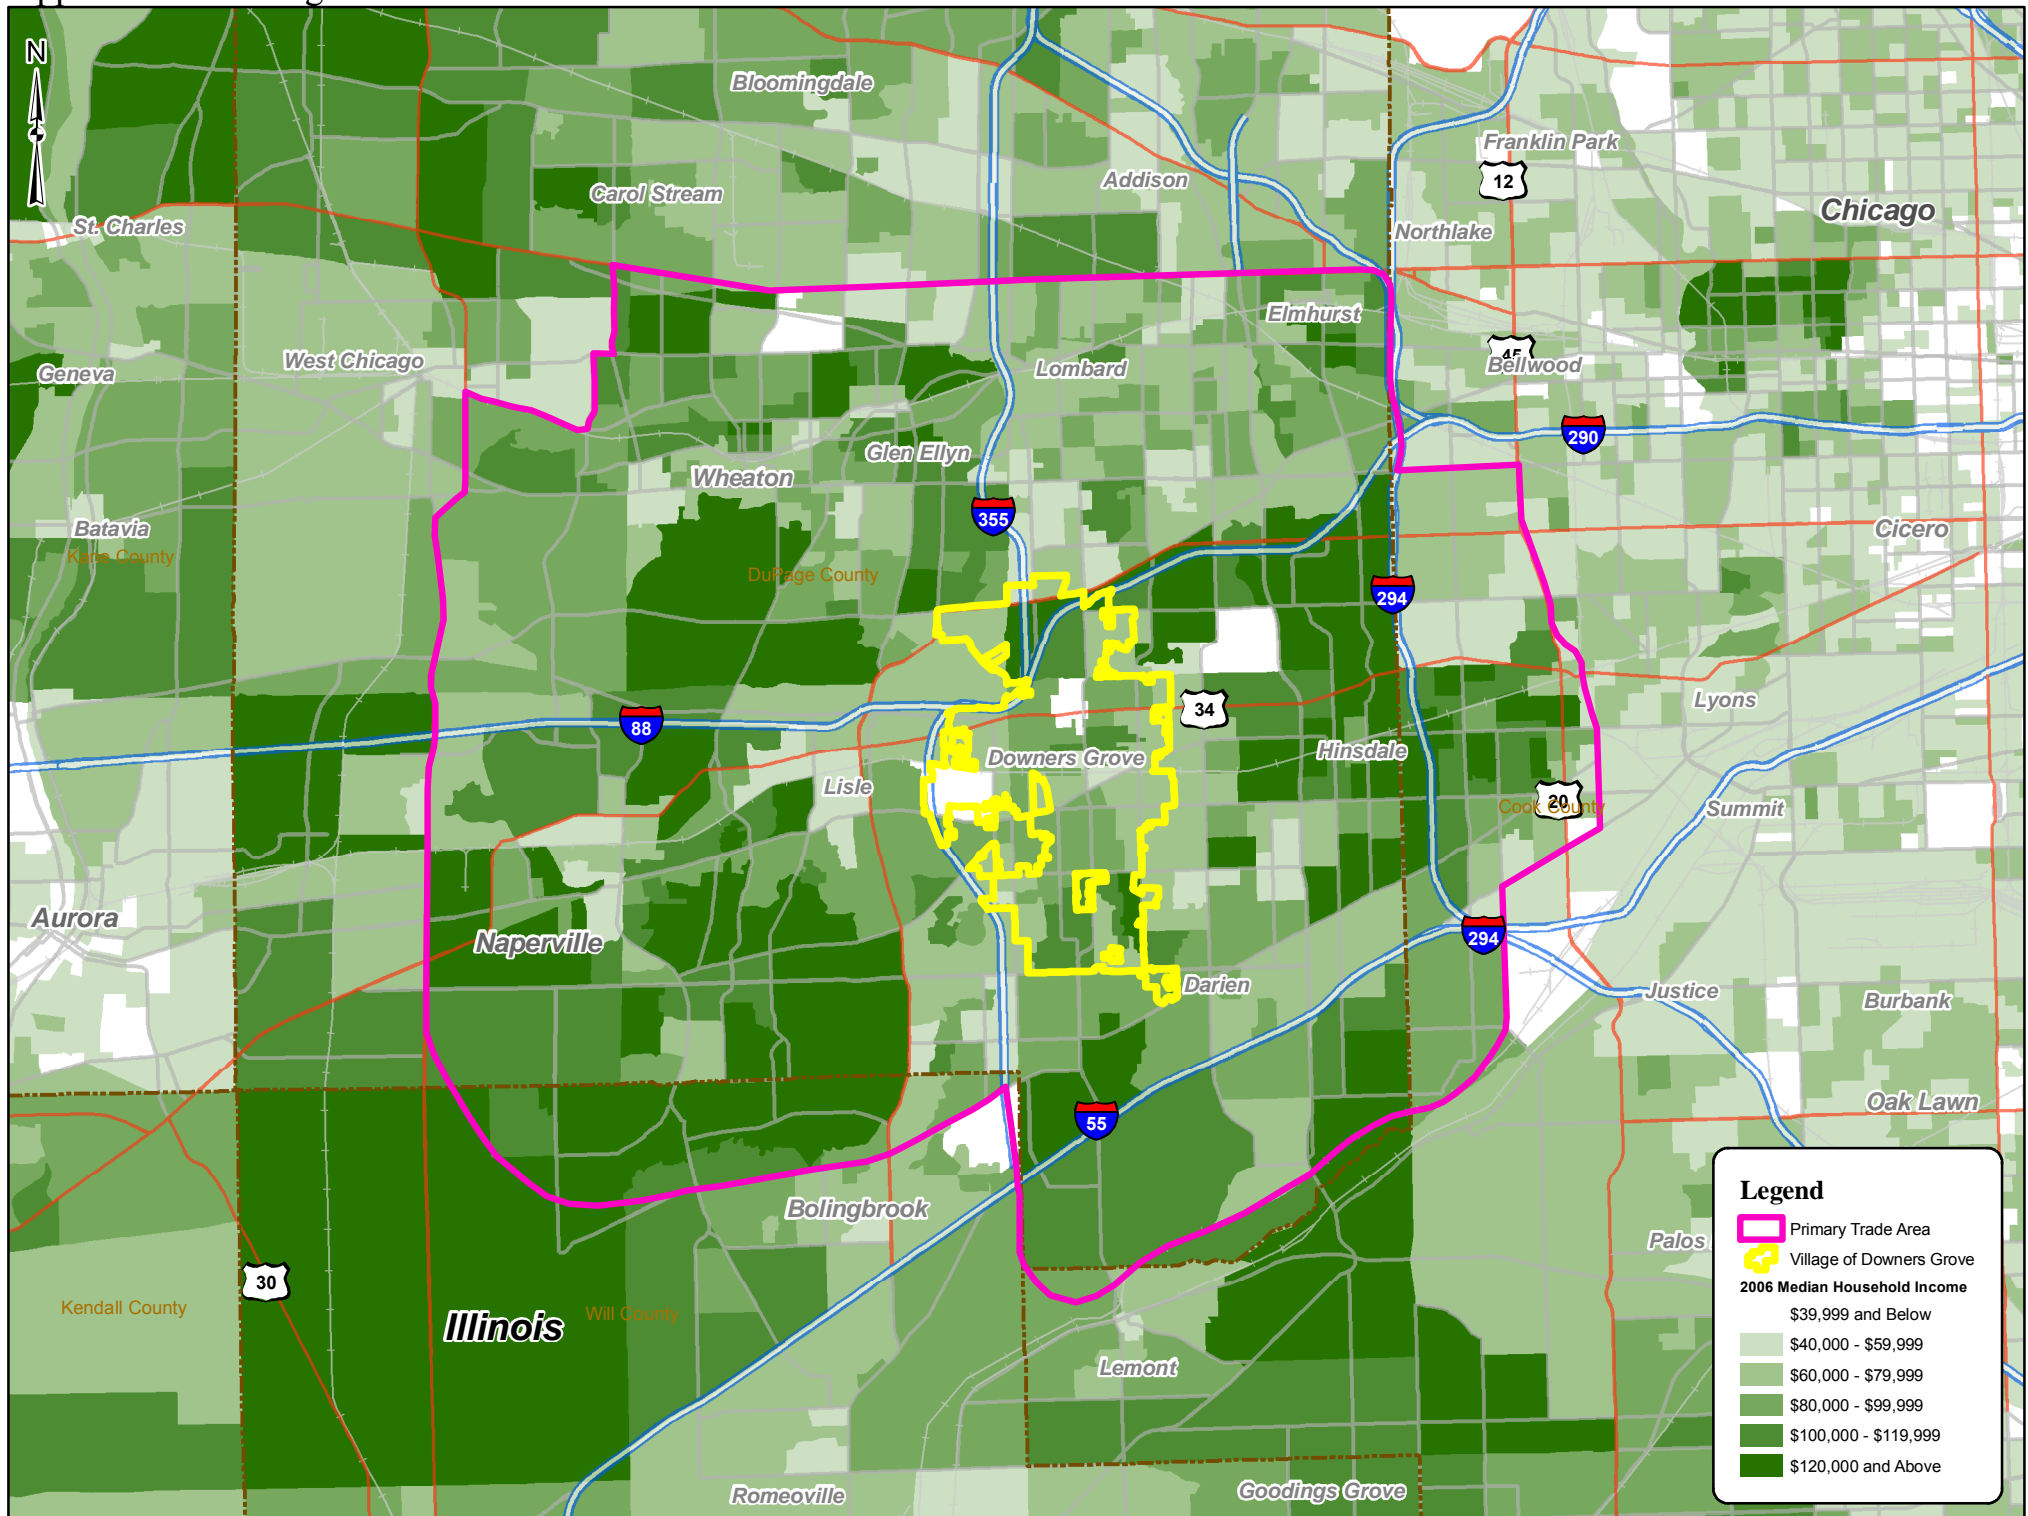 N
Bloomingdale
Franklin Park
12
Addison
Carol Stream
Chicago
St. Charles
Northlake
Elmhurst
45
Bellwood
West Chicago
Geneva
Lombard
290
Glen Ellyn
Wheaton
355
Batavia
Cicero
Kane County
DuPage County
294
34
Lyons
88
Hinsdale
Downers Grove
Lisle
20
Cook County
Summit
Aurora
Naperville
294
Darien
Justice
Burbank
55
Oak Lawn
Bolingbrook
Palos
30
Kendall County
Will County
Illinois
Lemont
Romeoville
Goodings Grove
Legend
Primary Trade Area
Village of Downers Grove
2006 Median Household Income
$39,999 and Below
$40,000 - $59,999
$60,000 - $79,999
$80,000 - $99,999
$100,000 - $119,999
$120,000 and Above